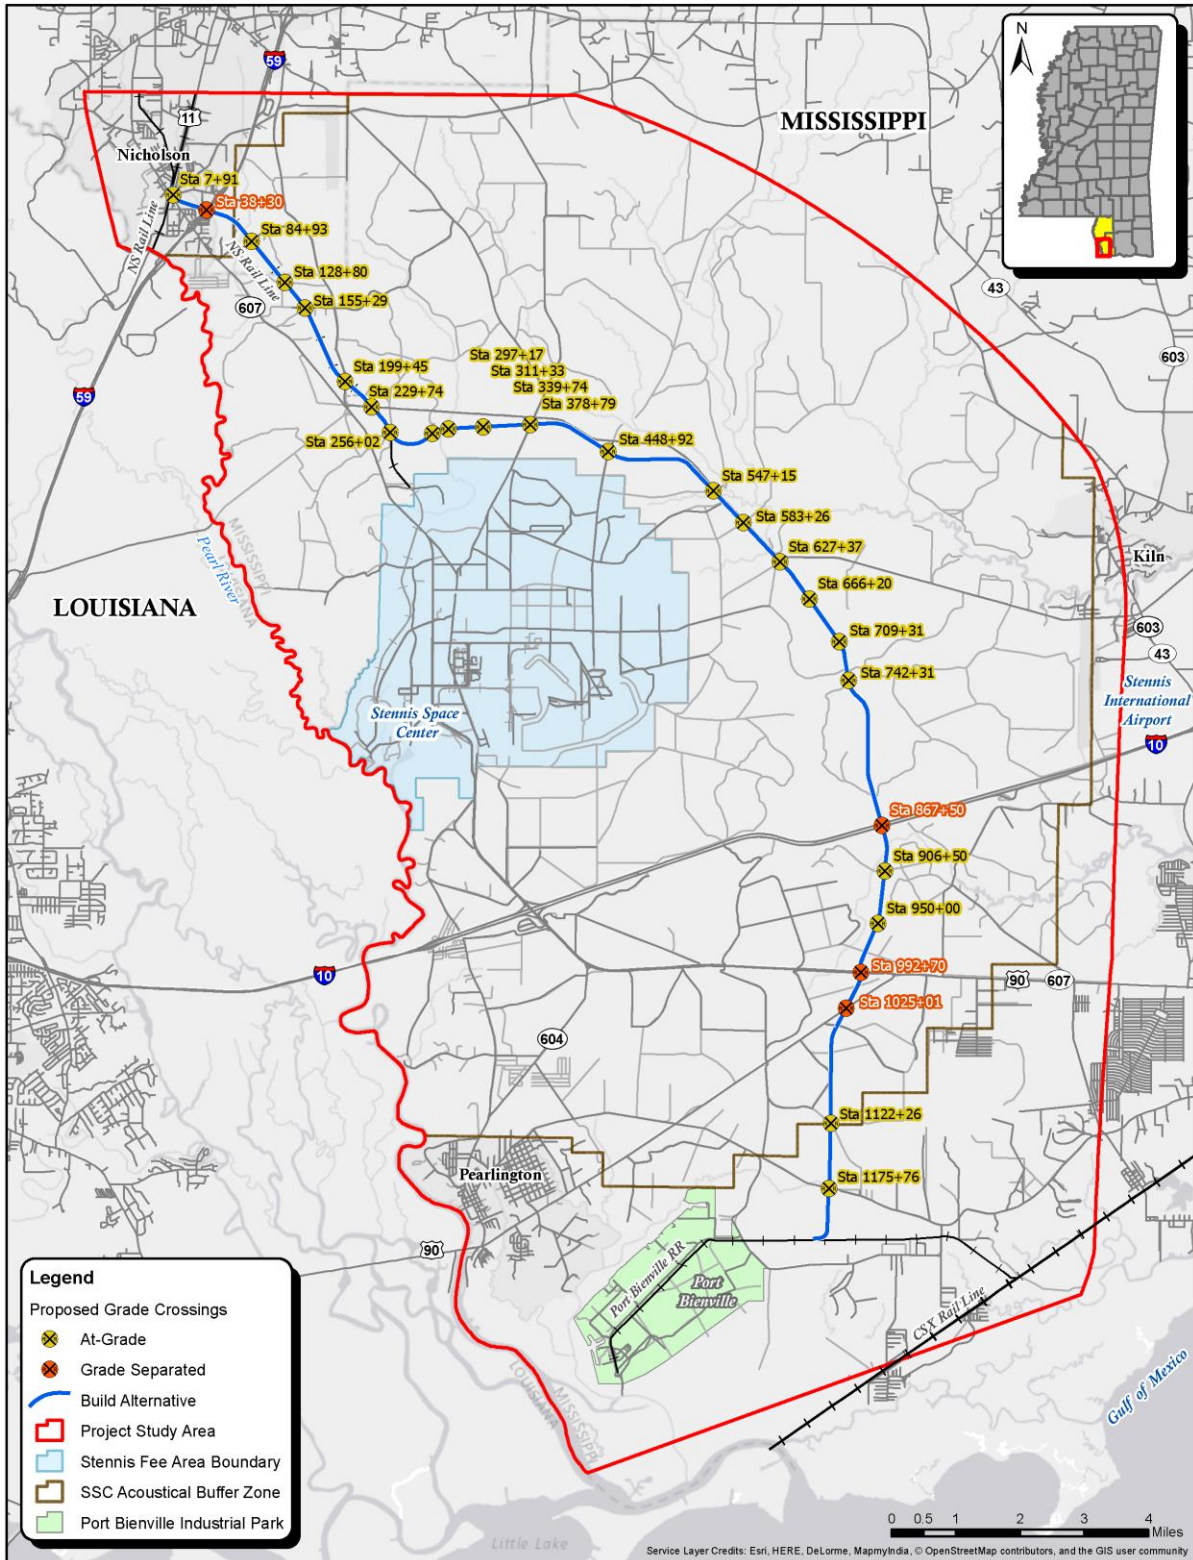 N
59
MISSISSIPPI
11
Nicholson
Sta 7+91
Sta 38+30
NS Rail Line
Sta 84+93
NS Rail Line
Sta 128+80
43
607
Sta 155+29
603
Sta 297+17
Sta 311+33
Sta 199+45
Sta 339+74
59
Sta 229+74
Sta 378+79
Sta 256+02
Sta 448+92
Sta 547+15
Sta 583+26
MISSISSIPPI
LOUISIANA
Pearl River
Sta 627+37
Kiln
Sta 666+20
LOUISIANA
603
Sta 709+31
43
Sta 742+31
Stennis
International
Airport
Stennis Space
Center
10
Sta 867+50
Sta 906+50
Sta 950+00
10
Sta 992+70
90
607
Sta 1025+01
604
Sta 1122+26
Pearlington
Sta 1175+76
90
Port Bienville RR
Port
Bienville
CSX Rail Line
Gulf of Mexico
LOUISIANA
MISSISSIPPI
Legend
Proposed Grade Crossings
At-Grade
Grade Separated
Build Alternative
Project Study Area
Stennis Fee Area Boundary
SSC Acoustical Buffer Zone
Port Bienville Industrial Park
Little Lake
0 0.5 1 2 3 4
Miles
Service Layer Credits: Esri, HERE, DeLorme, MapmyIndia, © OpenStreetMap contributors, and the GIS user community